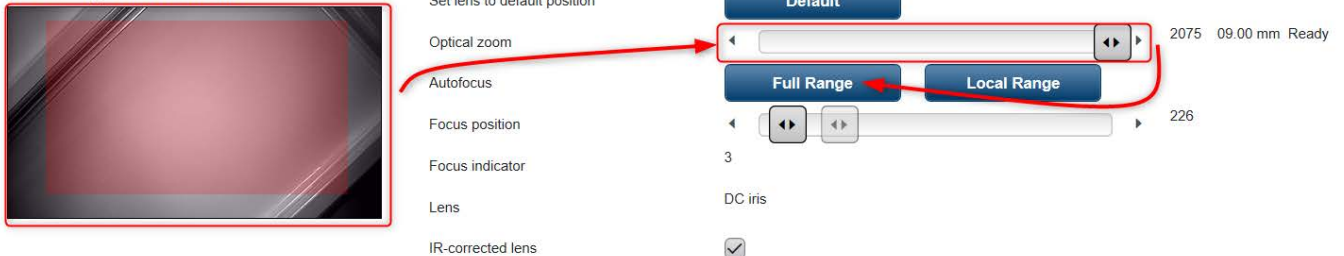 Set lens to default position Default
Optical zoom 2075 09.00 mm Ready
Autofocus Full Range Local Range
Focus position 226
Focus indicator 3
Lens DC iris
IR-corrected lens